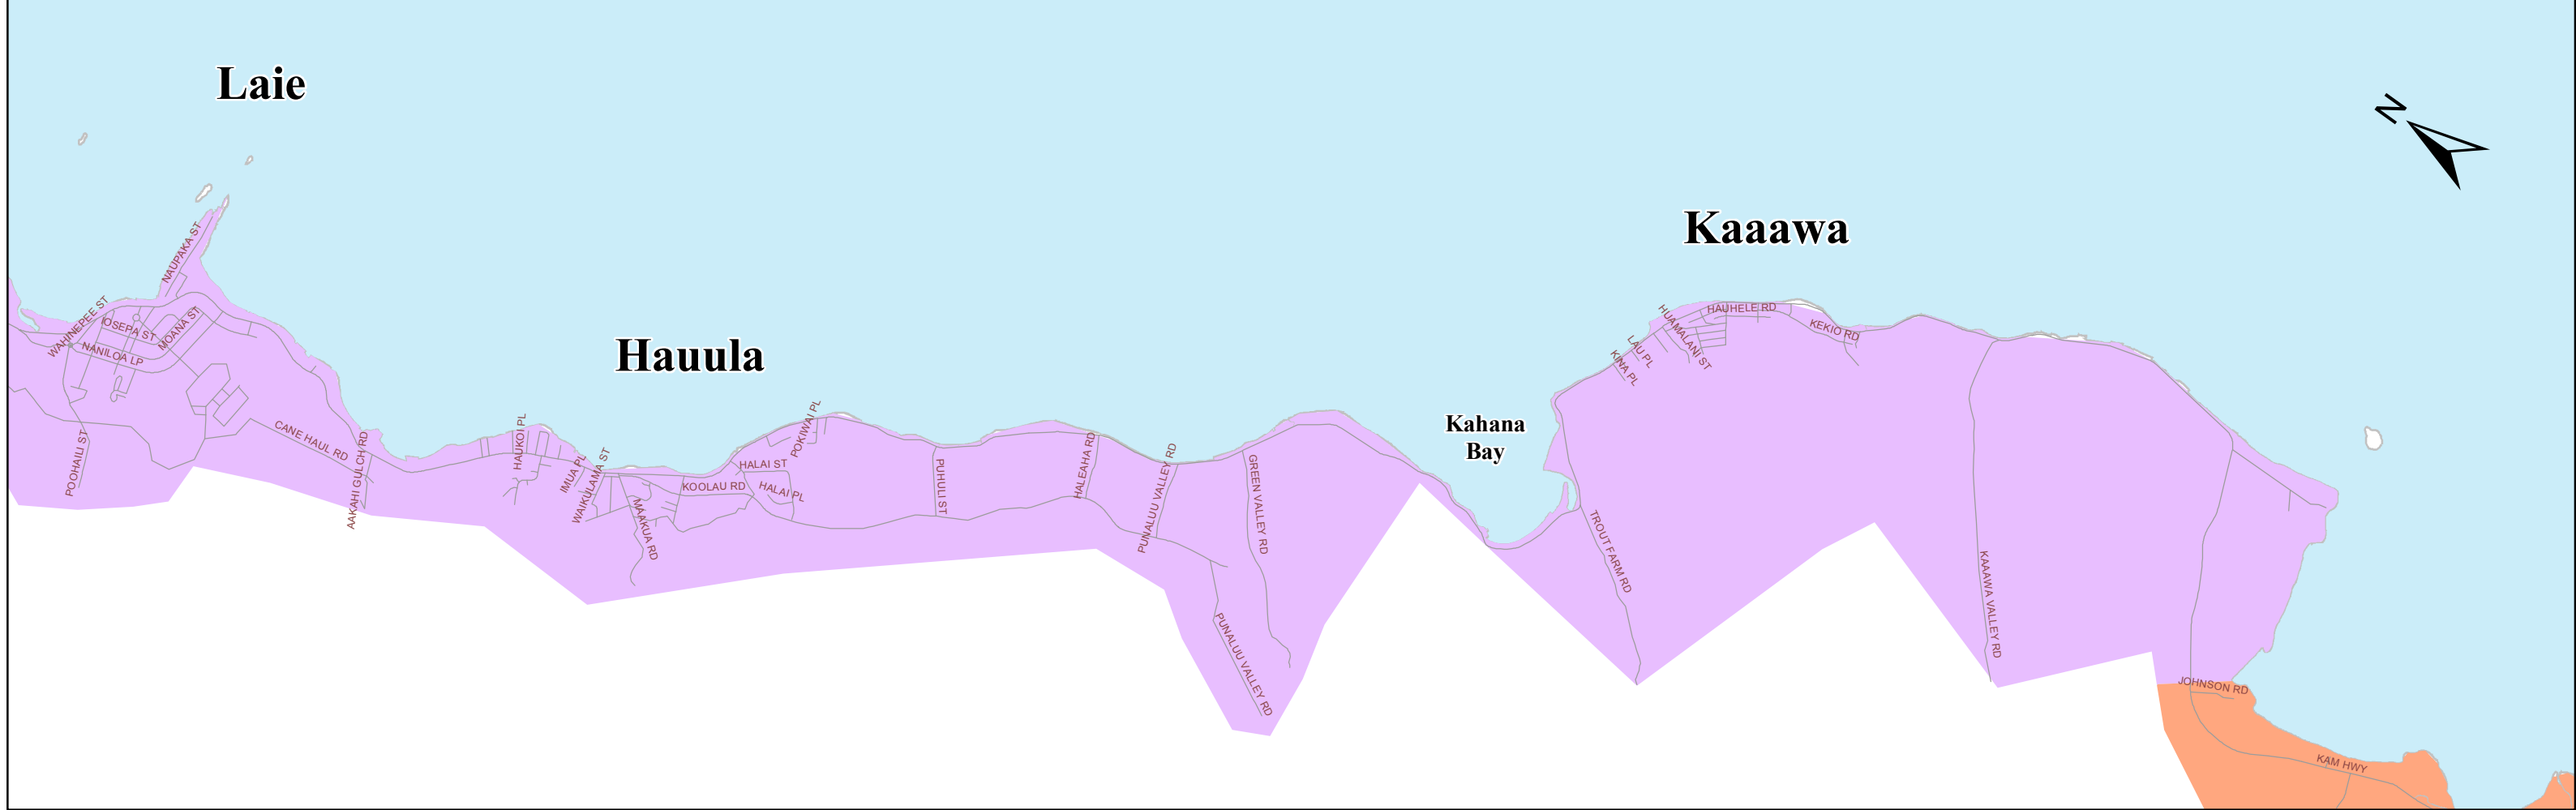 Laie
N
Kaaawa
Hauula
Kahana
Bay
NAUPAKA ST
WAHINEPEE ST
IOSEPA ST
MOANA ST
NANILOA LP
POOHAILI ST
CANE HAUL RD
AAKAHI GULCH RD
HAUKOI PL
IMUA PL
WAIKULAMA ST
MAAKUA RD
KOOLAU RD
HALAI ST
HALAI PL
POKIWAI PL
PUHULI ST
HALEAHA RD
PUNALUU VALLEY RD
GREEN VALLEY RD
PUNALUU VALLEY RD
TROUT FARM RD
KINA PL
LAU PL
HUAMALANI ST
HAUHELE RD
KEKIO RD
KAAAWA VALLEY RD
JOHNSON RD
KAM HWY